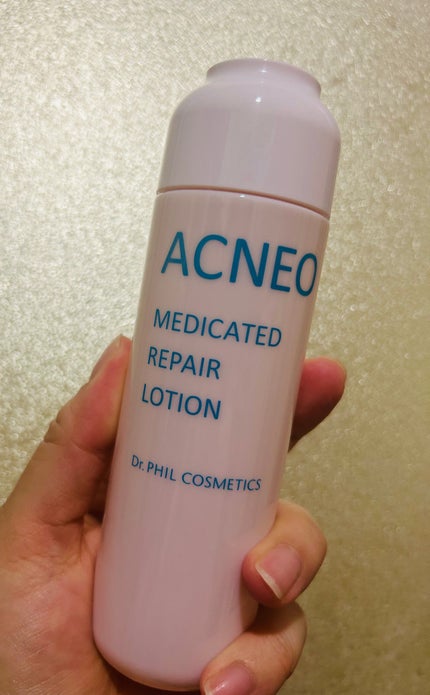 ACNEO
MEDICATED
REPAIR
LOTION
Dr. PHIL COSMETICS